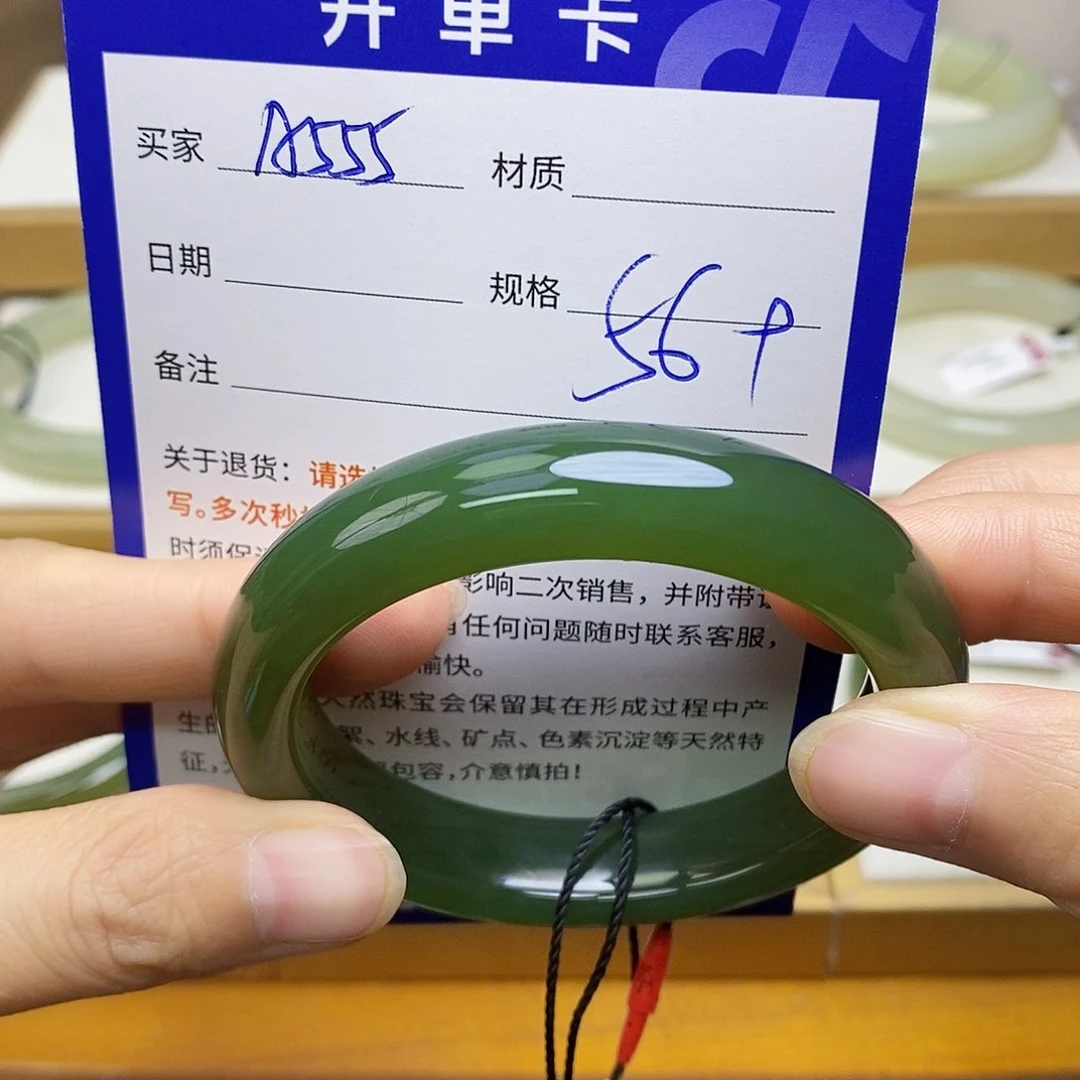 开单卡
买家 A555 材质
日期 规格 56+
备注
关于退货：请选
写。多次秒
时须保
影响二次销售，并附带
任何问题随时联系客服，
愉快。
天然珠宝会保留其在形成过程中产
生的 絮、水线、矿点、色素沉淀等天然特
征， 包容，介意慎拍！